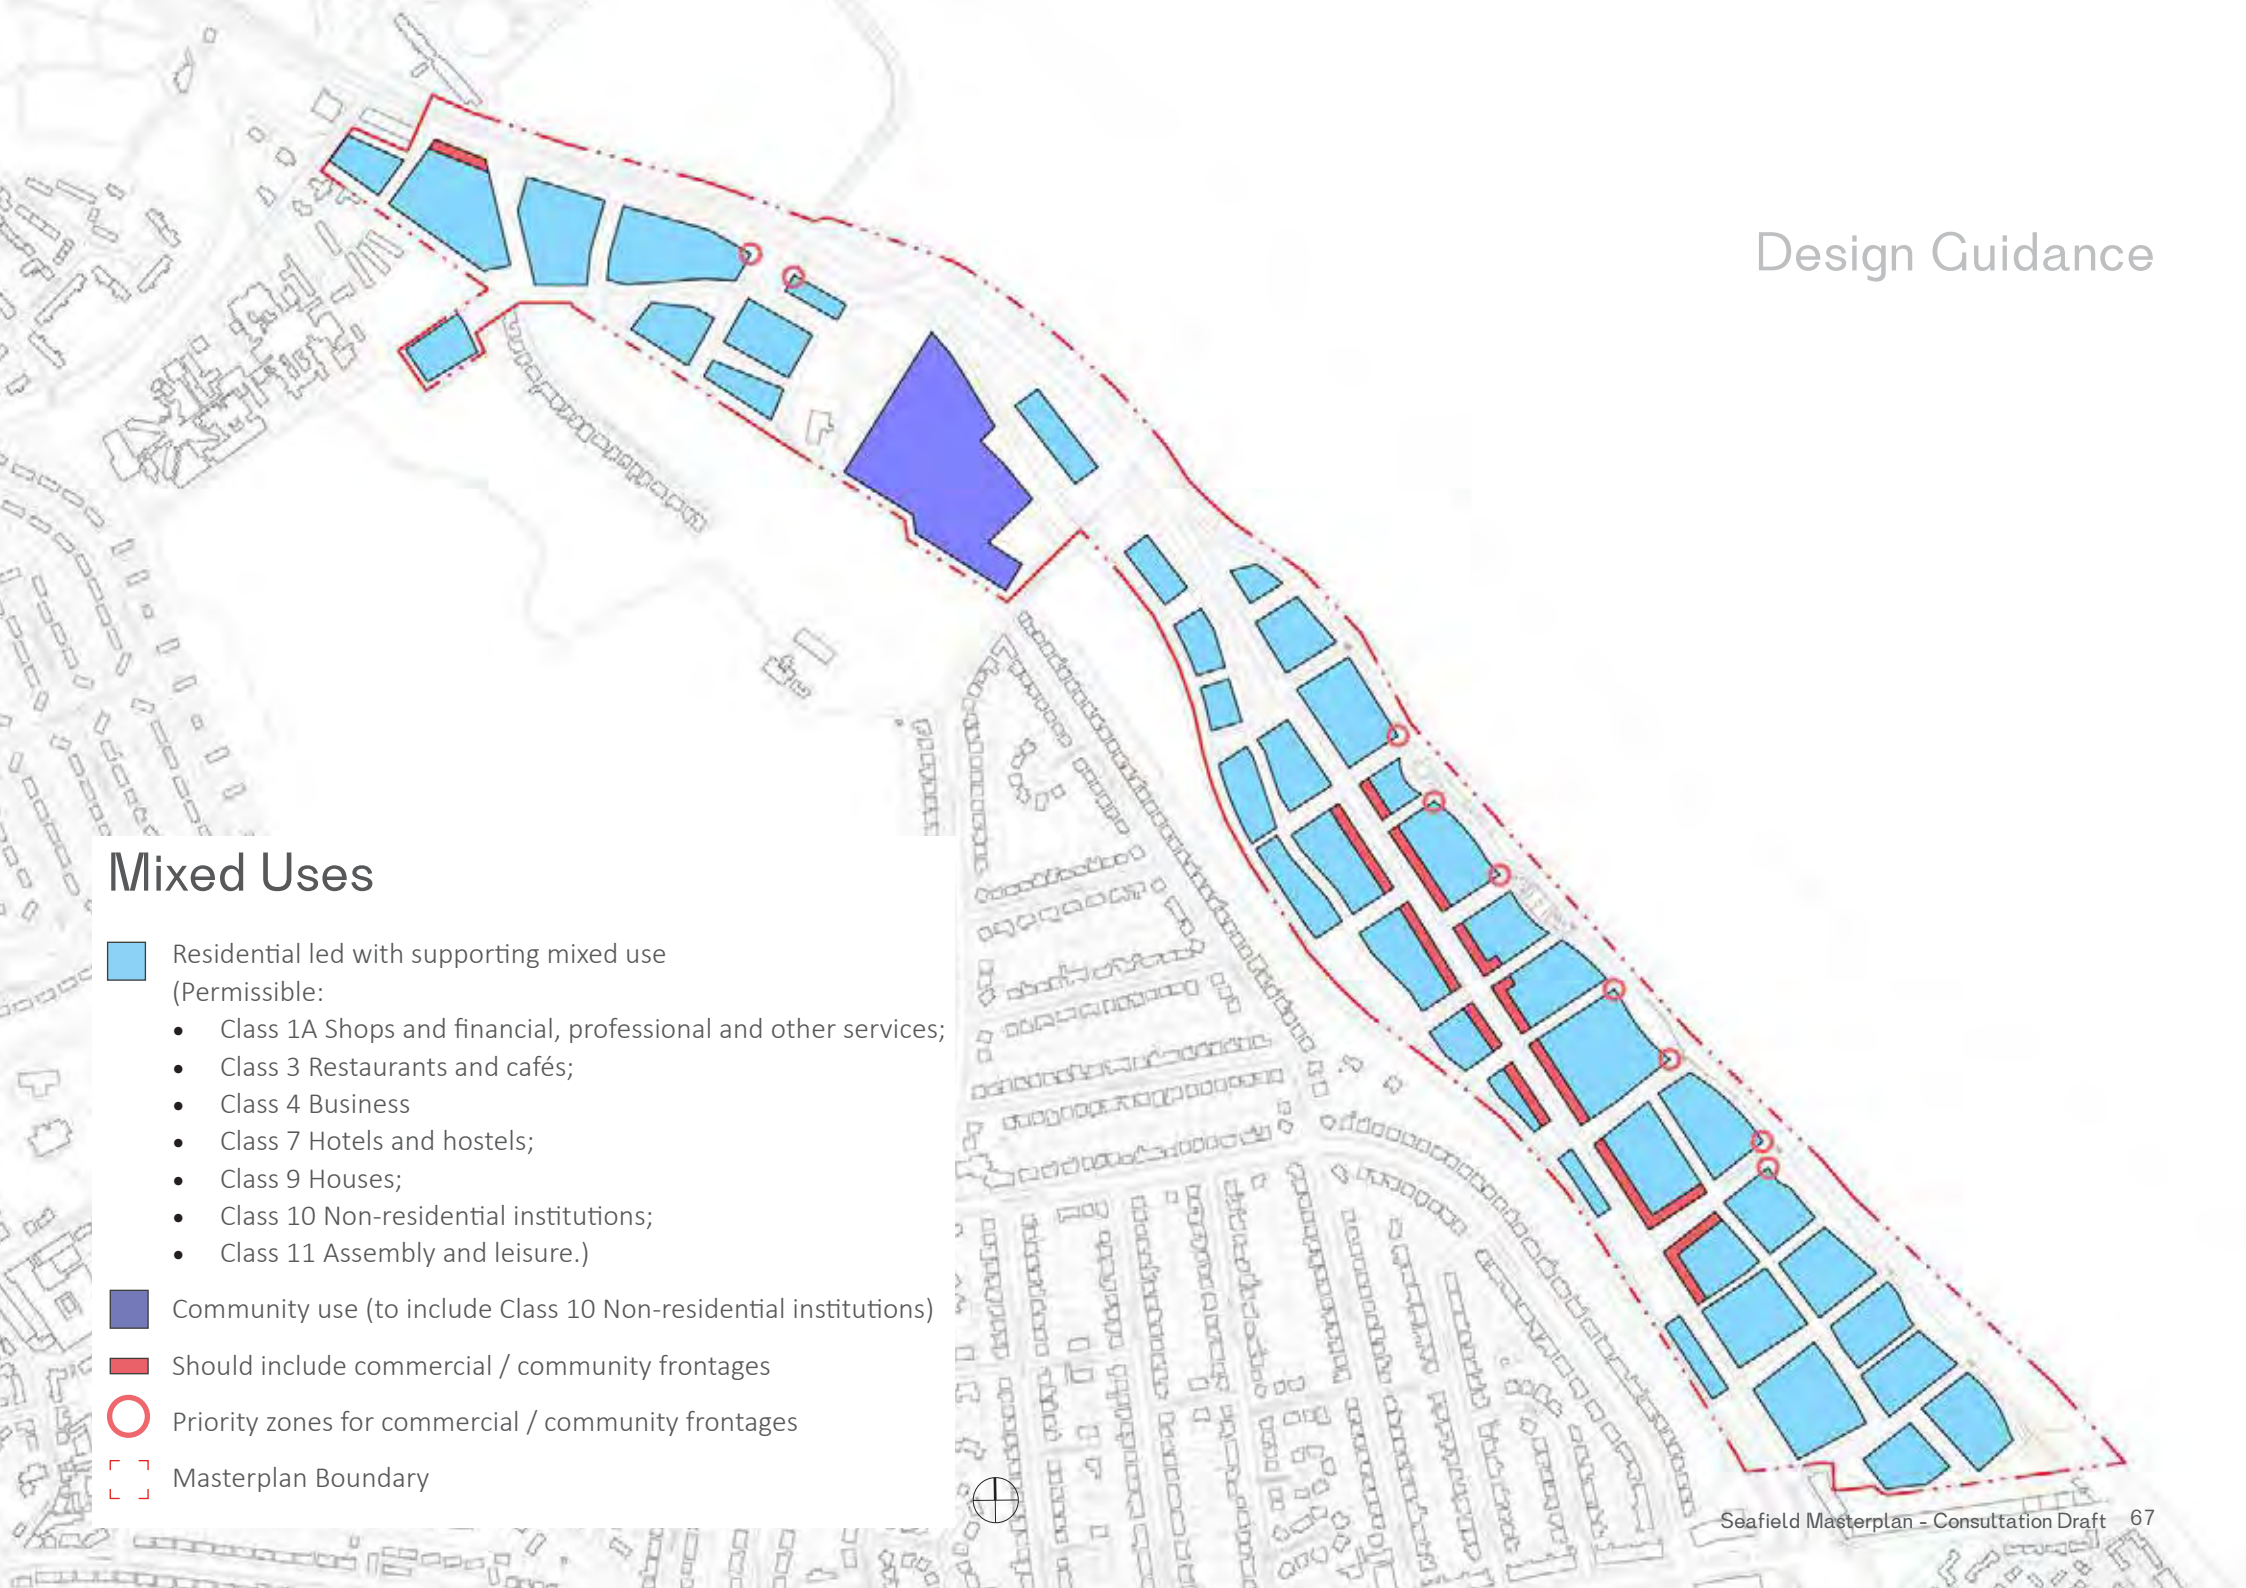 Design Guidance
Mixed Uses
Residential led with supporting mixed use
(Permissible:
• Class 1A Shops and financial, professional and other services;
• Class 3 Restaurants and cafés;
• Class 4 Business
• Class 7 Hotels and hostels;
• Class 9 Houses;
• Class 10 Non-residential institutions;
• Class 11 Assembly and leisure.)
Community use (to include Class 10 Non-residential institutions)
Should include commercial / community frontages
Priority zones for commercial / community frontages
Masterplan Boundary
Seafield Masterplan - Consultation Draft 67